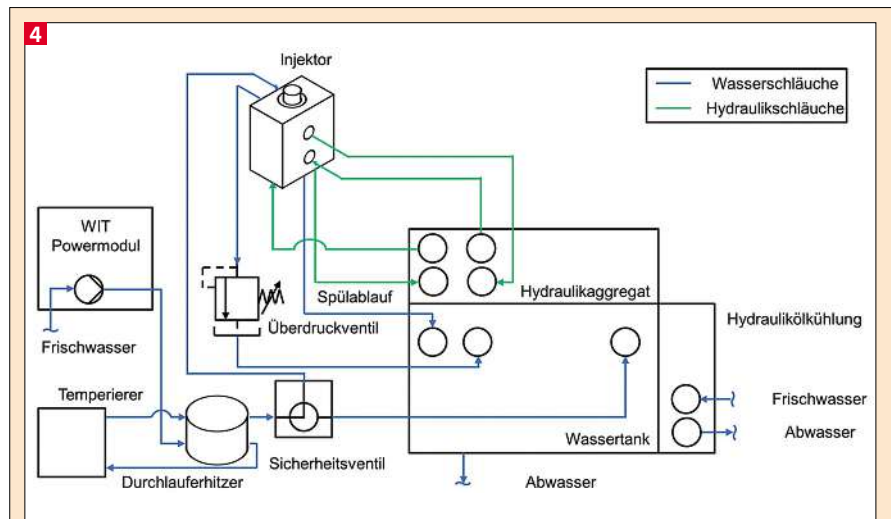 4
Injektor
Wasserschläuche
Hydraulikschläuche
WIT
Powermodul
Spülablauf
Hydraulikaggregat
Überdruckventil
Hydraulikölkühlung
Frischwasser
Temperierer
Frischwasser
Wassertank
Abwasser
Sicherheitsventil
Durchlauferhitzer
Abwasser